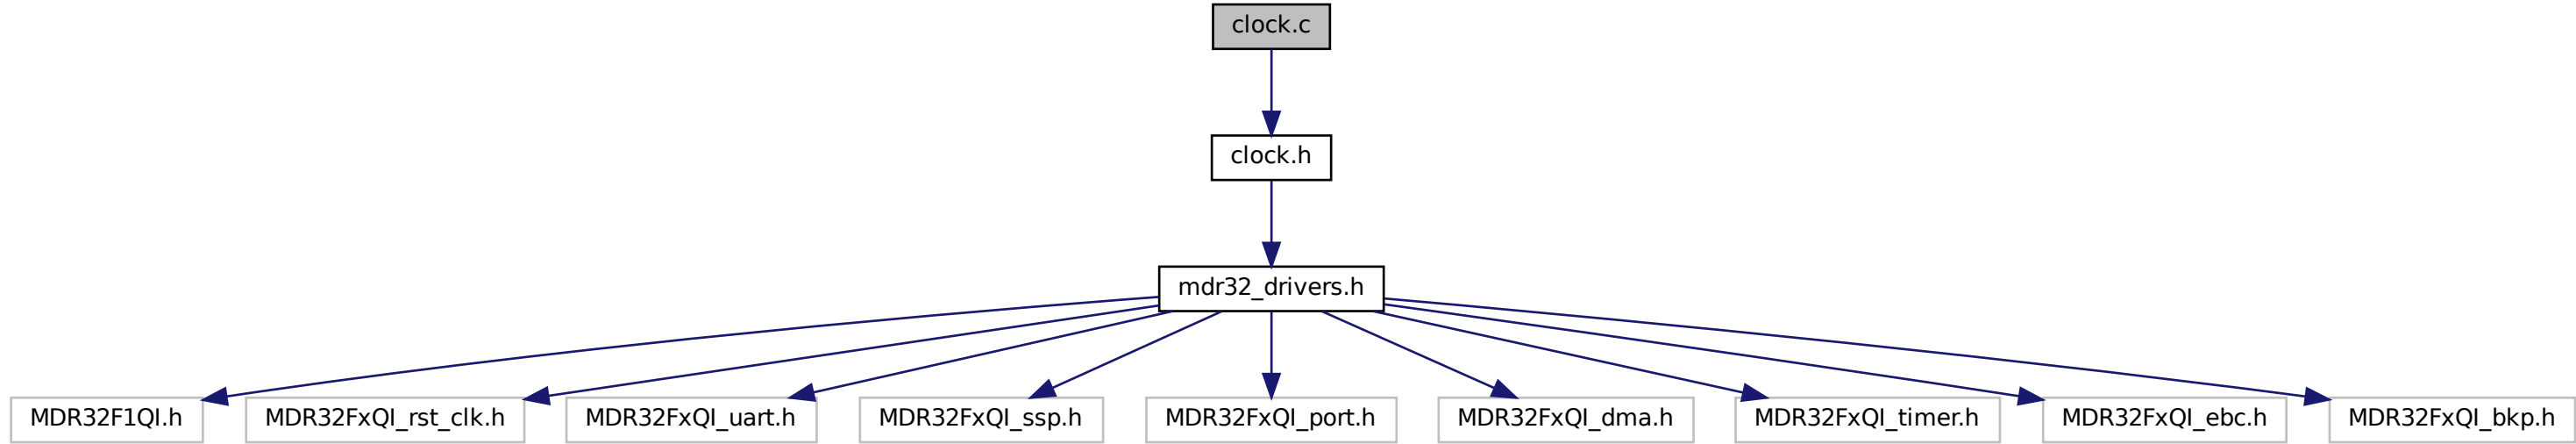 clock.c
clock.h
mdr32_drivers.h
MDR32F1QI.h
MDR32FxQI_rst_clk.h
MDR32FxQI_uart.h
MDR32FxQI_ssp.h
MDR32FxQI_port.h
MDR32FxQI_dma.h
MDR32FxQI_timer.h
MDR32FxQI_ebc.h
MDR32FxQI_bkp.h